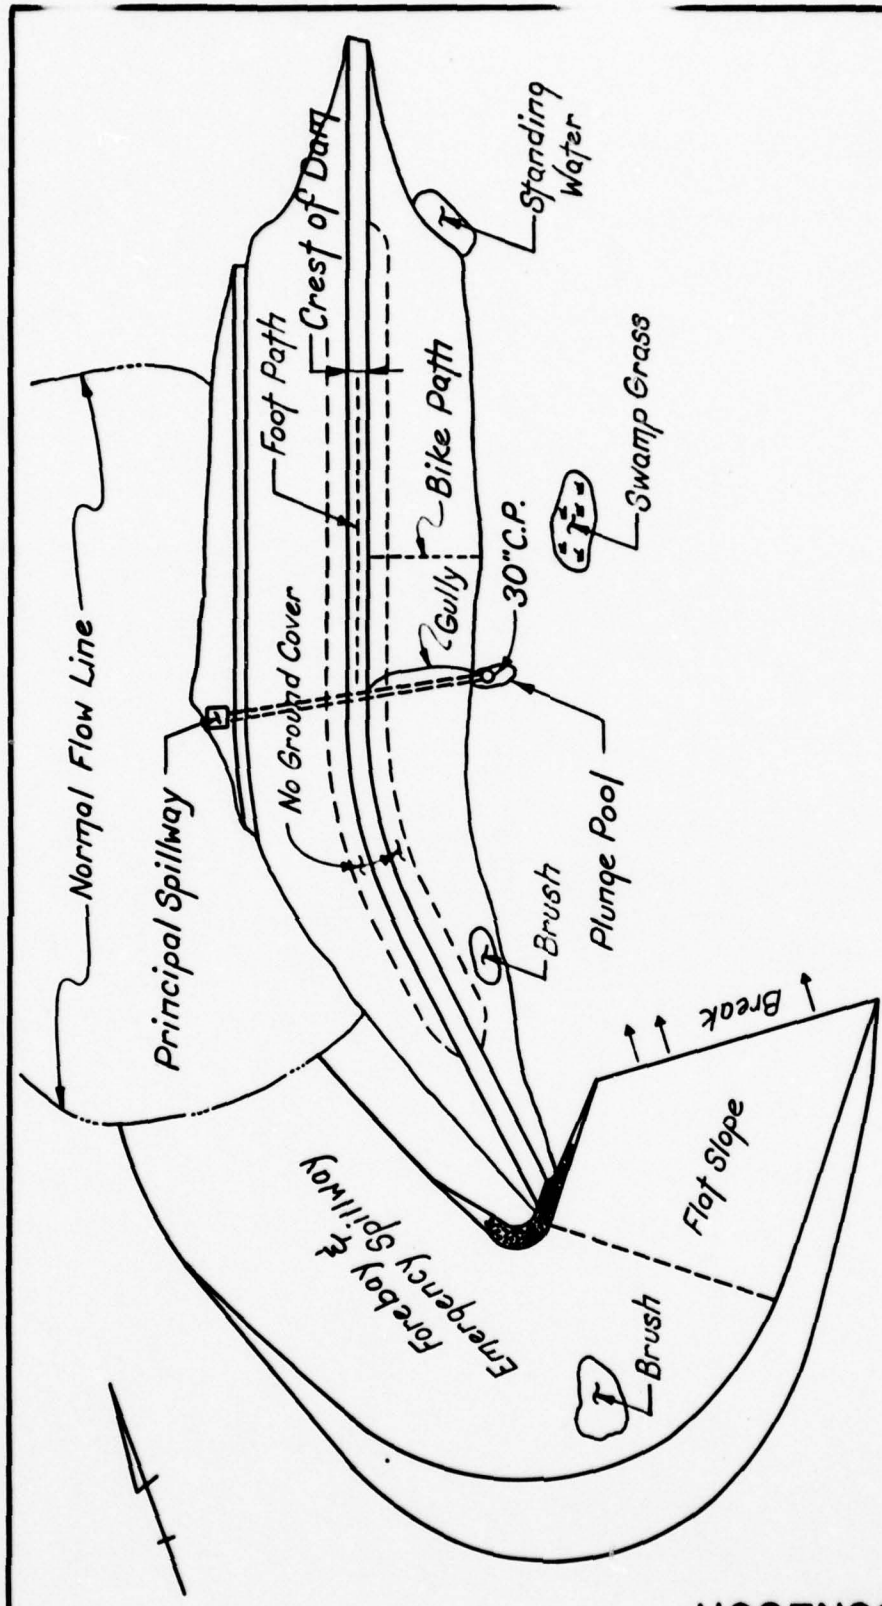 Normal Flow Line
Principal Spillway
No Ground Cover
Foot Path
Crest of Dam
Bike Path
Gully
30"C.P.
Standing
Water
Swamp Grass
Plunge Pool
Brush
Break
Flat Slope
Forebay &
Emergency Spillway
Brush